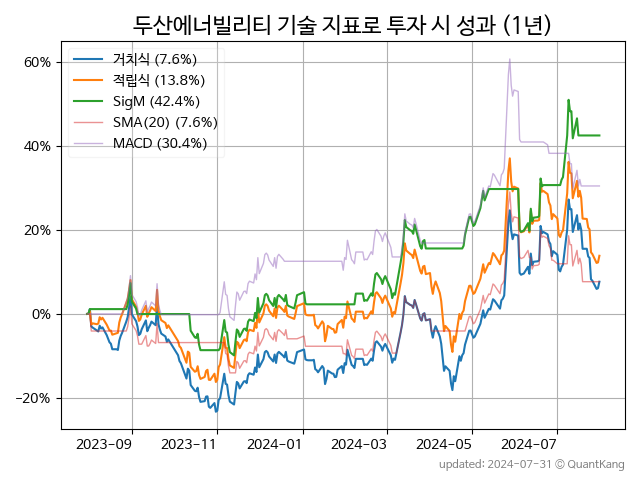 두산에너빌리티 기술 지표로 투자 시 성과 (1년)
거치식 (7.6%)
적립식 (13.8%)
SigM (42.4%)
SMA(20) (7.6%)
MACD (30.4%)
60%
40%
20%
0%
−20%
2023-09 2023-11 2024-01 2024-03 2024-05 2024-07
updated: 2024-07-31 © QuantKang